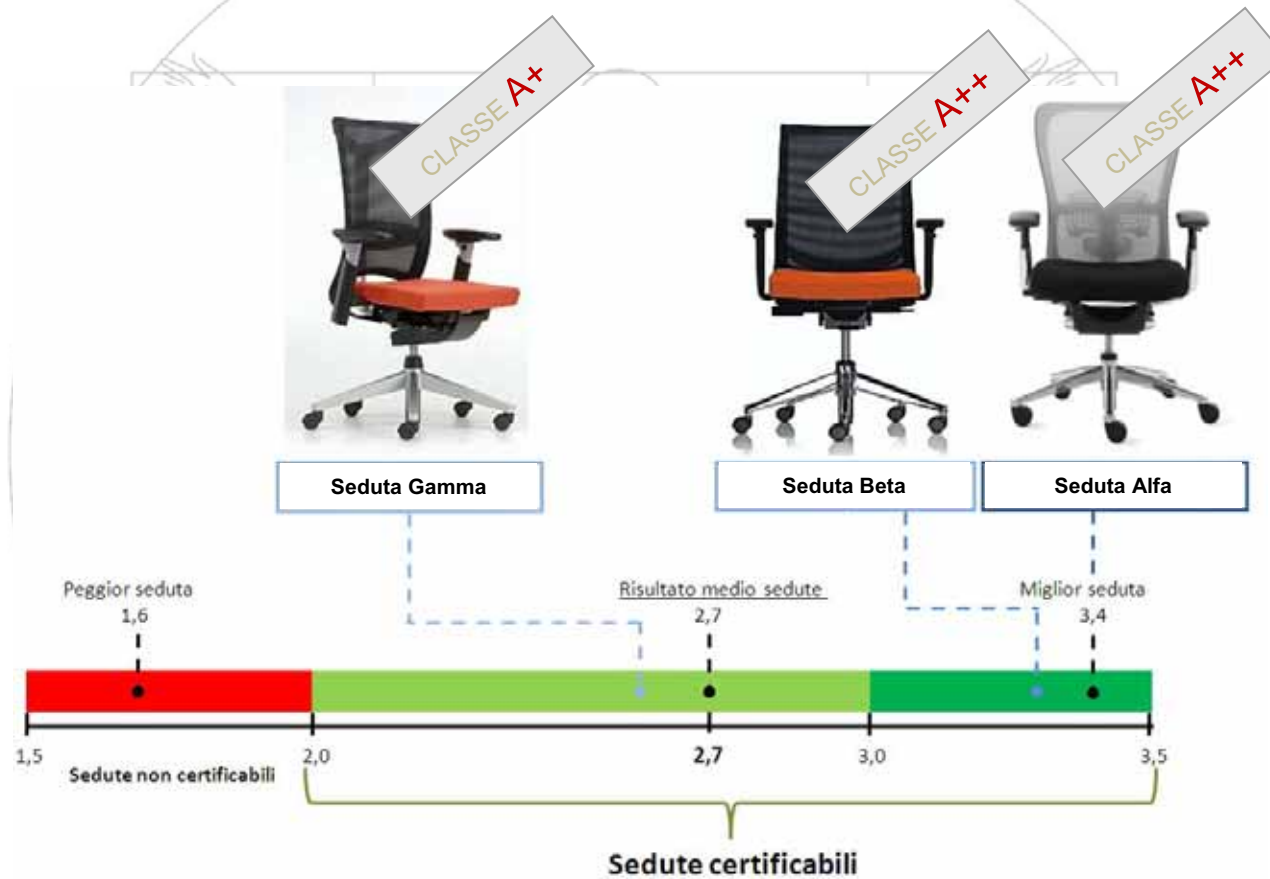 CLASSE A+
CLASSE A++
CLASSE A++
Seduta Gamma
Seduta Beta
Seduta Alfa
Peggior seduta
1,6
Risultato medio sedute
2,7
Miglior seduta
3,4
1,5
2,0
2,7
3,0
3,5
Sedute non certificabili
Sedute certificabili